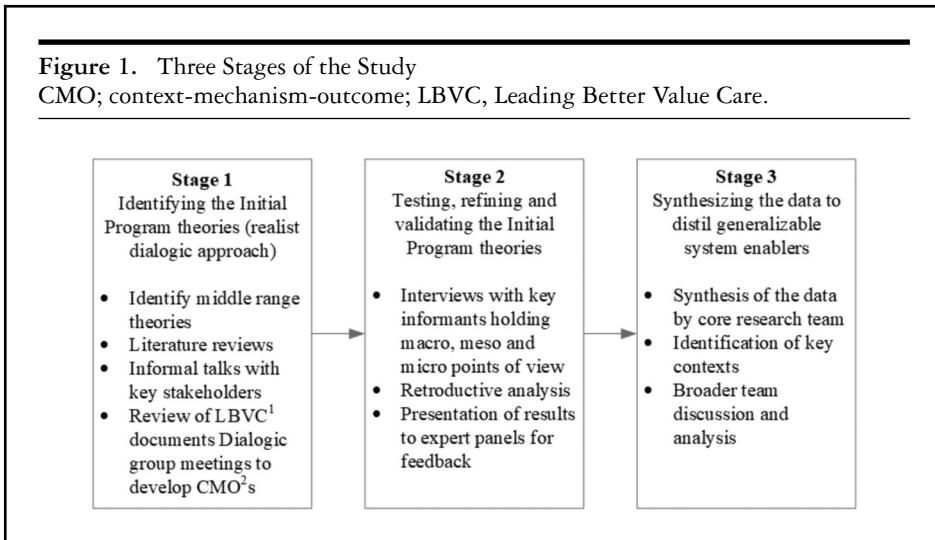 Figure 1. Three Stages of the Study
CMO; context-mechanism-outcome; LBVC, Leading Better Value Care.
Stage 1
Identifying the Initial
Program theories (realist
dialogic approach)
• Identify middle range
theories
• Literature reviews
• Informal talks with
key stakeholders
• Review of LBVC¹
documents Dialogic
group meetings to
develop CMO²s
Stage 2
Testing, refining and
validating the Initial
Program theories
• Interviews with key
informants holding
macro, meso and
micro points of view
• Retroductive analysis
• Presentation of results
to expert panels for
feedback
Stage 3
Synthesizing the data to
distil generalizable
system enablers
• Synthesis of the data
by core research team
• Identification of key
contexts
• Broader team
discussion and
analysis